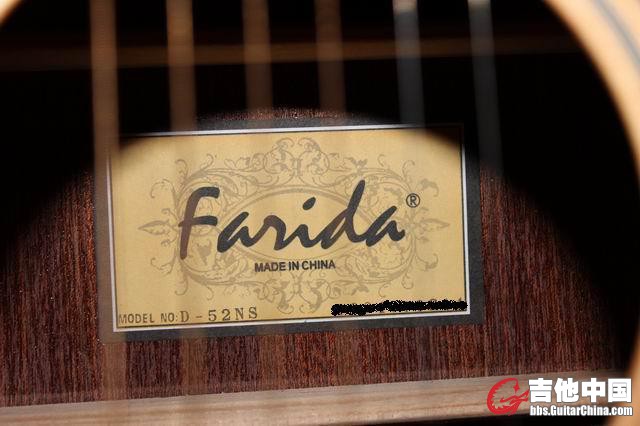 Farida®
MADE IN CHINA
MODEL NO: D-52NS
吉他中国
bbs.GuitarChina.com